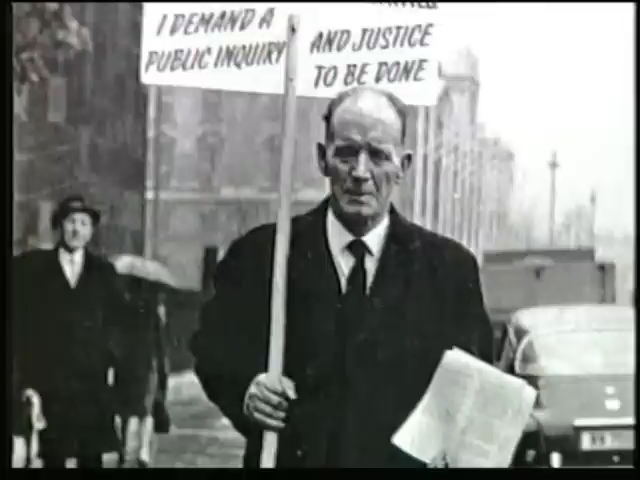 I DEMAND A
PUBLIC INQUIRY
AND JUSTICE
TO BE DONE